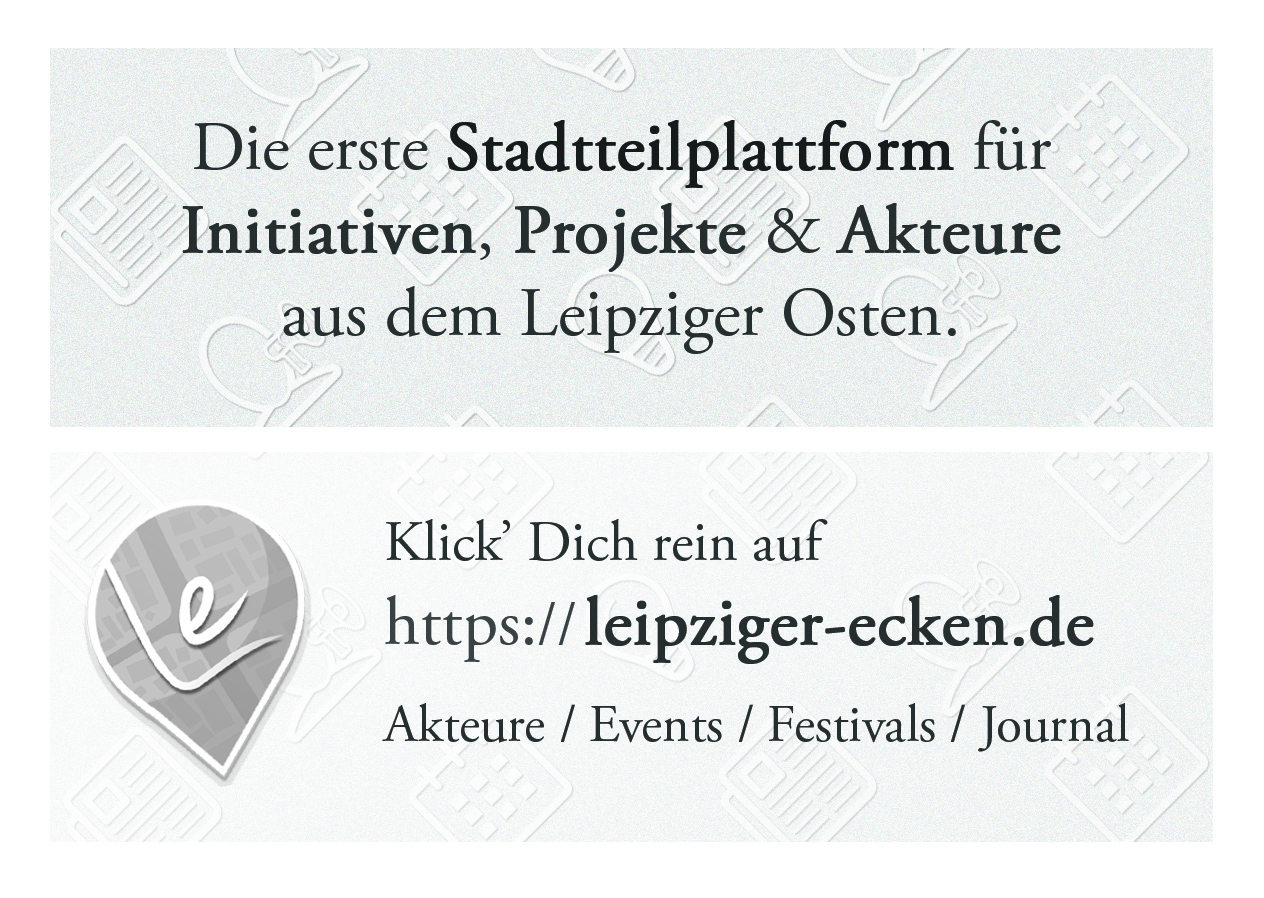 Die erste Stadtteilplattform für
Initiativen, Projekte & Akteure
aus dem Leipziger Osten.
Le
Klick’ Dich rein auf
https://leipziger-ecken.de
Akteure / Events / Festivals / Journal